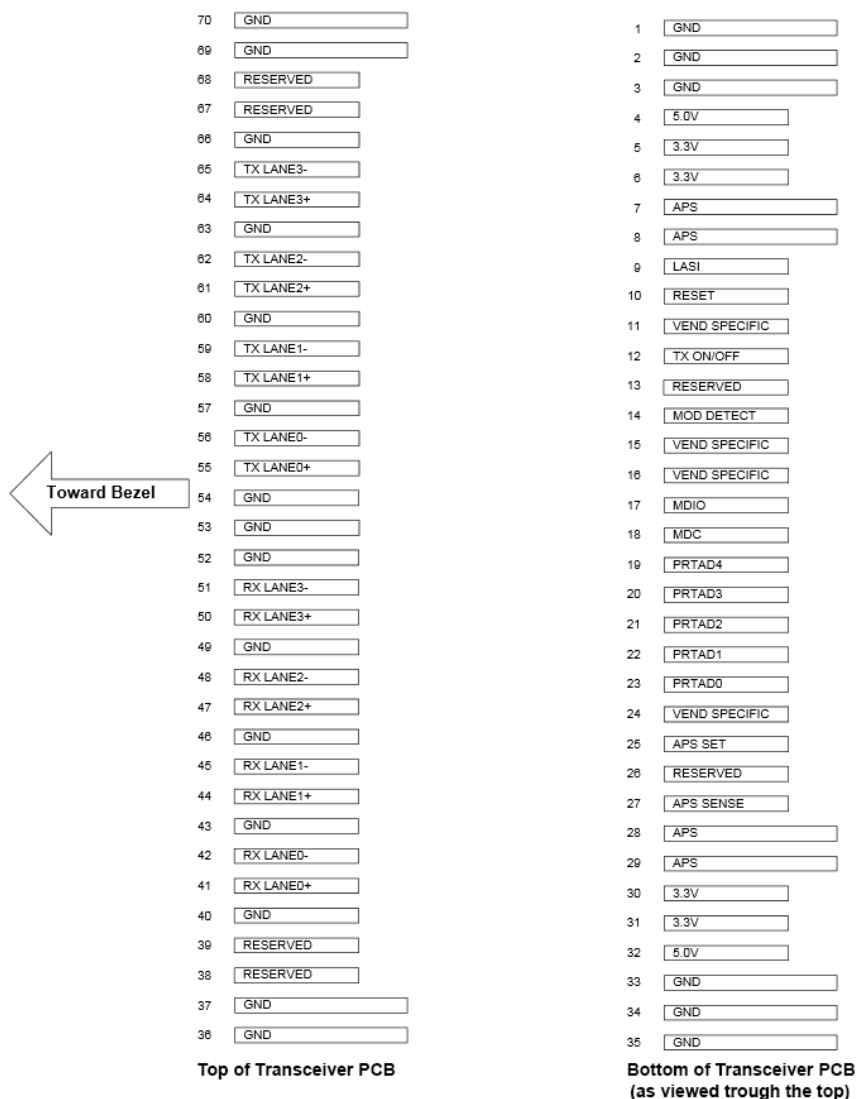 70 GND
69 GND
68 RESERVED
67 RESERVED
66 GND
65 TX LANE3-
64 TX LANE3+
63 GND
62 TX LANE2-
61 TX LANE2+
60 GND
59 TX LANE1-
58 TX LANE1+
57 GND
56 TX LANE0-
55 TX LANE0+
54 GND
53 GND
52 GND
51 RX LANE3-
50 RX LANE3+
49 GND
48 RX LANE2-
47 RX LANE2+
46 GND
45 RX LANE1-
44 RX LANE1+
43 GND
42 RX LANE0-
41 RX LANE0+
40 GND
39 RESERVED
38 RESERVED
37 GND
36 GND
Top of Transceiver PCB
Toward Bezel
1 GND
2 GND
3 GND
4 5.0V
5 3.3V
6 3.3V
7 APS
8 APS
9 LASI
10 RESET
11 VEND SPECIFIC
12 TX ON/OFF
13 RESERVED
14 MOD DETECT
15 VEND SPECIFIC
16 VEND SPECIFIC
17 MDIO
18 MDC
19 PRTAD4
20 PRTAD3
21 PRTAD2
22 PRTAD1
23 PRTAD0
24 VEND SPECIFIC
25 APS SET
26 RESERVED
27 APS SENSE
28 APS
29 APS
30 3.3V
31 3.3V
32 5.0V
33 GND
34 GND
35 GND
Bottom of Transceiver PCB
(as viewed trough the top)